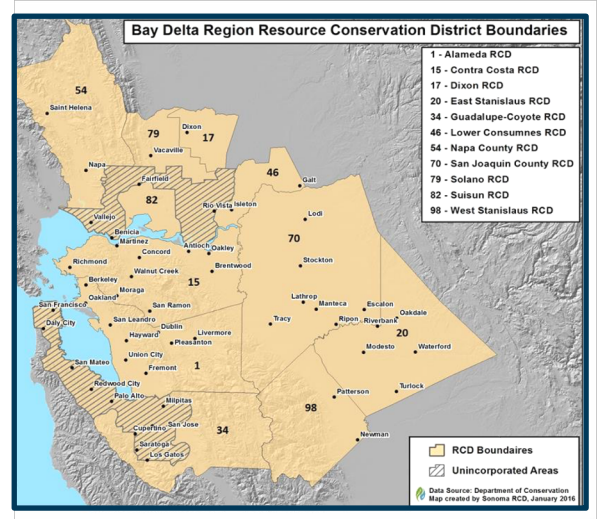 Bay Delta Region Resource Conservation District Boundaries
1 - Alameda RCD
15 - Contra Costa RCD
17 - Dixon RCD
20 - East Stanislaus RCD
34 - Guadalupe-Coyote RCD
46 - Lower Consumnes RCD
54 - Napa County RCD
70 - San Joaquin County RCD
79 - Solano RCD
82 - Suisun RCD
98 - West Stanislaus RCD
54
Saint Helena
79
Dixon
17
Vacaville
Napa
46
Galt
Fairfield
82
Rio Vista
Isleton
Vallejo
Lodi
Benicia
Martinez
70
Antioch
Oakley
Concord
Richmond
Walnut Creek
Brentwood
Stockton
Berkeley
15
Moraga
Oakland
San Francisco
San Ramon
Lathrop
Manteca
Escalon
Oakdale
Daly City
San Leandro
Dublin
Tracy
Ripon
Riverbank
20
Hayward
Livermore
Pleasanton
Union City
Modesto
Waterford
San Mateo
Fremont
1
Redwood City
Turlock
Palo Alto
Milpitas
Patterson
98
Cupertino
San Jose
34
Newman
Saratoga
Los Gatos
RCD Boundaires
Unincorporated Areas
Data Source: Department of Conservation
Map created by Sonoma RCD, January 2016